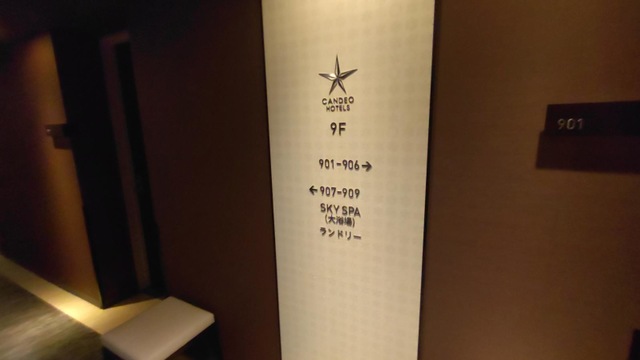 CANDEO
HOTELS
9F
901-906→
←907-909
SKY SPA
(大浴場)
ランドリー
901